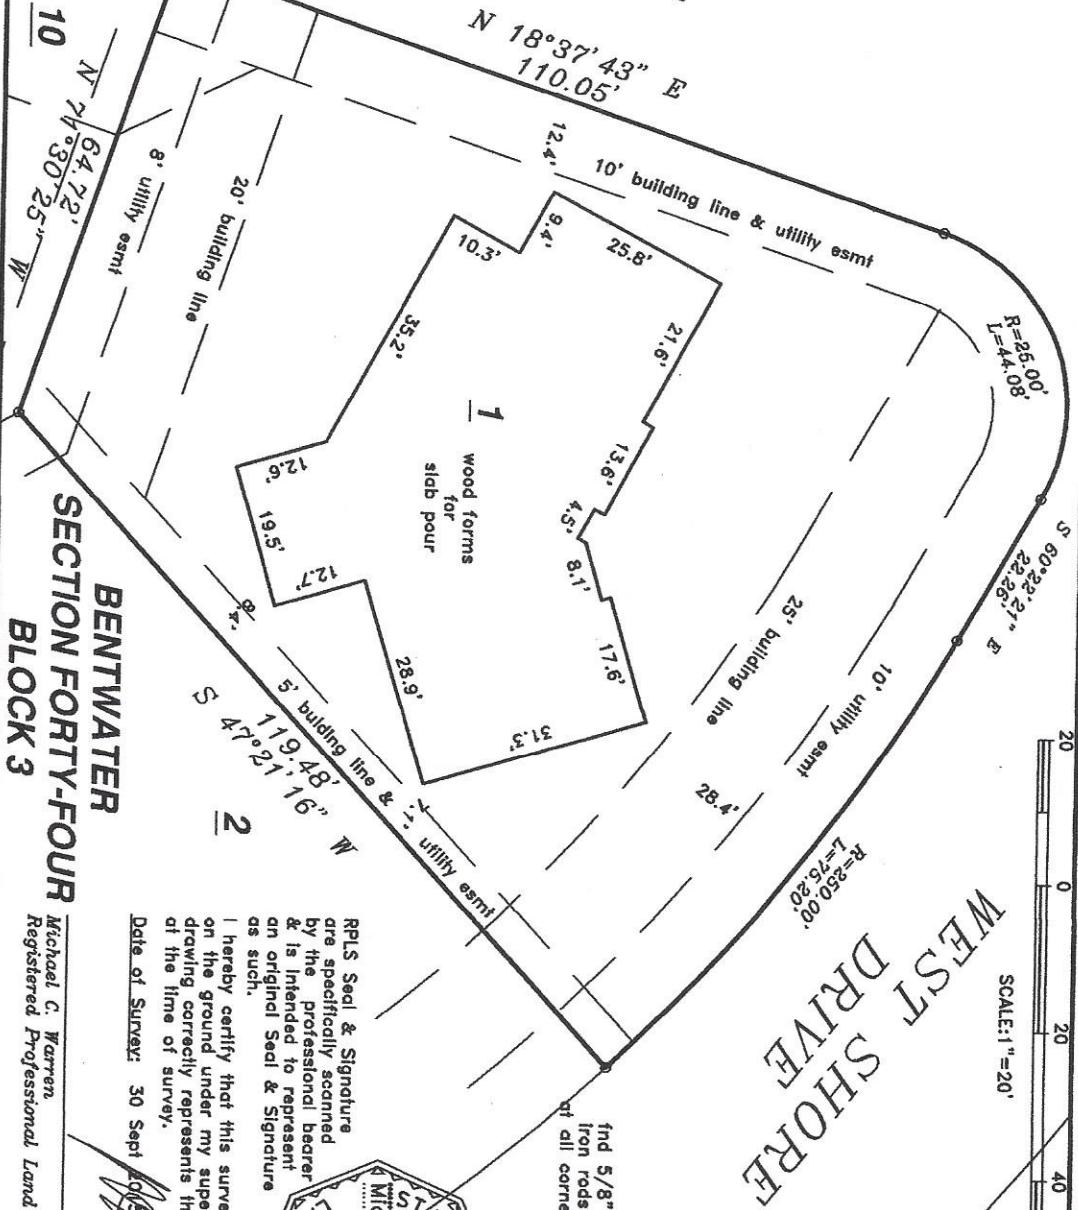 N 18°37'43" E
110.05'
10
N 71°30'25" W
64.72'
8' utility esmt
20' building line
12.4'
10' building line & utility esmt
R=25.00'
L=44.08'
S 60°22'21" E
22.26'
9.4'
25.8'
10.3'
21.6'
35.2'
13.6'
4.5'
8.1'
17.6'
31.3'
28.9'
12.7'
19.5'
12.6'
1
wood forms
for
slab pour
25' building line
10' utility esmt
28.4'
8.4'
5' bulding line & utility esmt
7.1'
119.48'
S 47°21'16" W
2
R=250.00'
L=75.20'
WEST SHORE
DRIVE
20 0 20 40
SCALE:1"=20'
BENTWATER
SECTION FORTY-FOUR
BLOCK 3
fnd 5/8"
iron rods
at all corne
RPLS Seal & Signature
are specifically scanned
by the professional bearer
& is intended to represent
an original Seal & Signature
as such.
I hereby certify that this surve
on the ground under my supe
drawing correctly represents th
at the time of survey.
Date of Survey: 30 Sept
Michael C. Warren
Registered Professional Land
ST
Mic